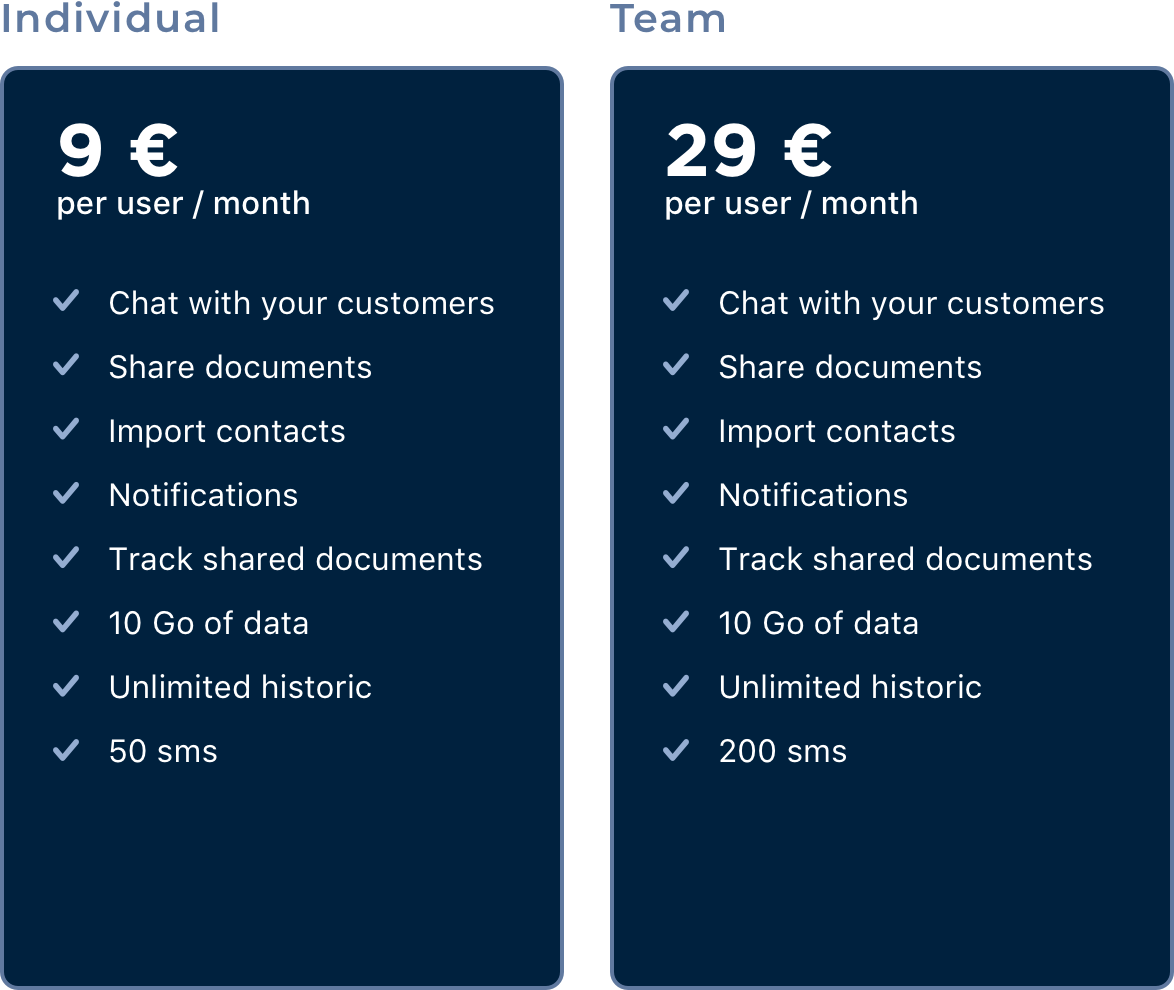 Individual
9 €
per user / month
Chat with your customers
Share documents
Import contacts
Notifications
Track shared documents
10 Go of data
Unlimited historic
50 sms
Team
29 €
per user / month
Chat with your customers
Share documents
Import contacts
Notifications
Track shared documents
10 Go of data
Unlimited historic
200 sms